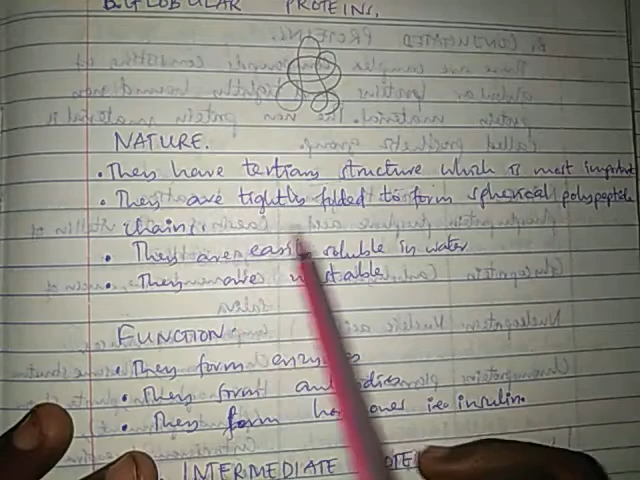 B. GLOBULAR PROTEINS.
NATURE.
• They have tertiary structure which is most important
• They are tightly folded to form spherical polypeptide
chains.
• They are easily soluble in water
• They are
FUNCTION:
• They form enzymes
• They form antibodies
• They form hormones i.e insulin.
INTERMEDIATE PROTEINS